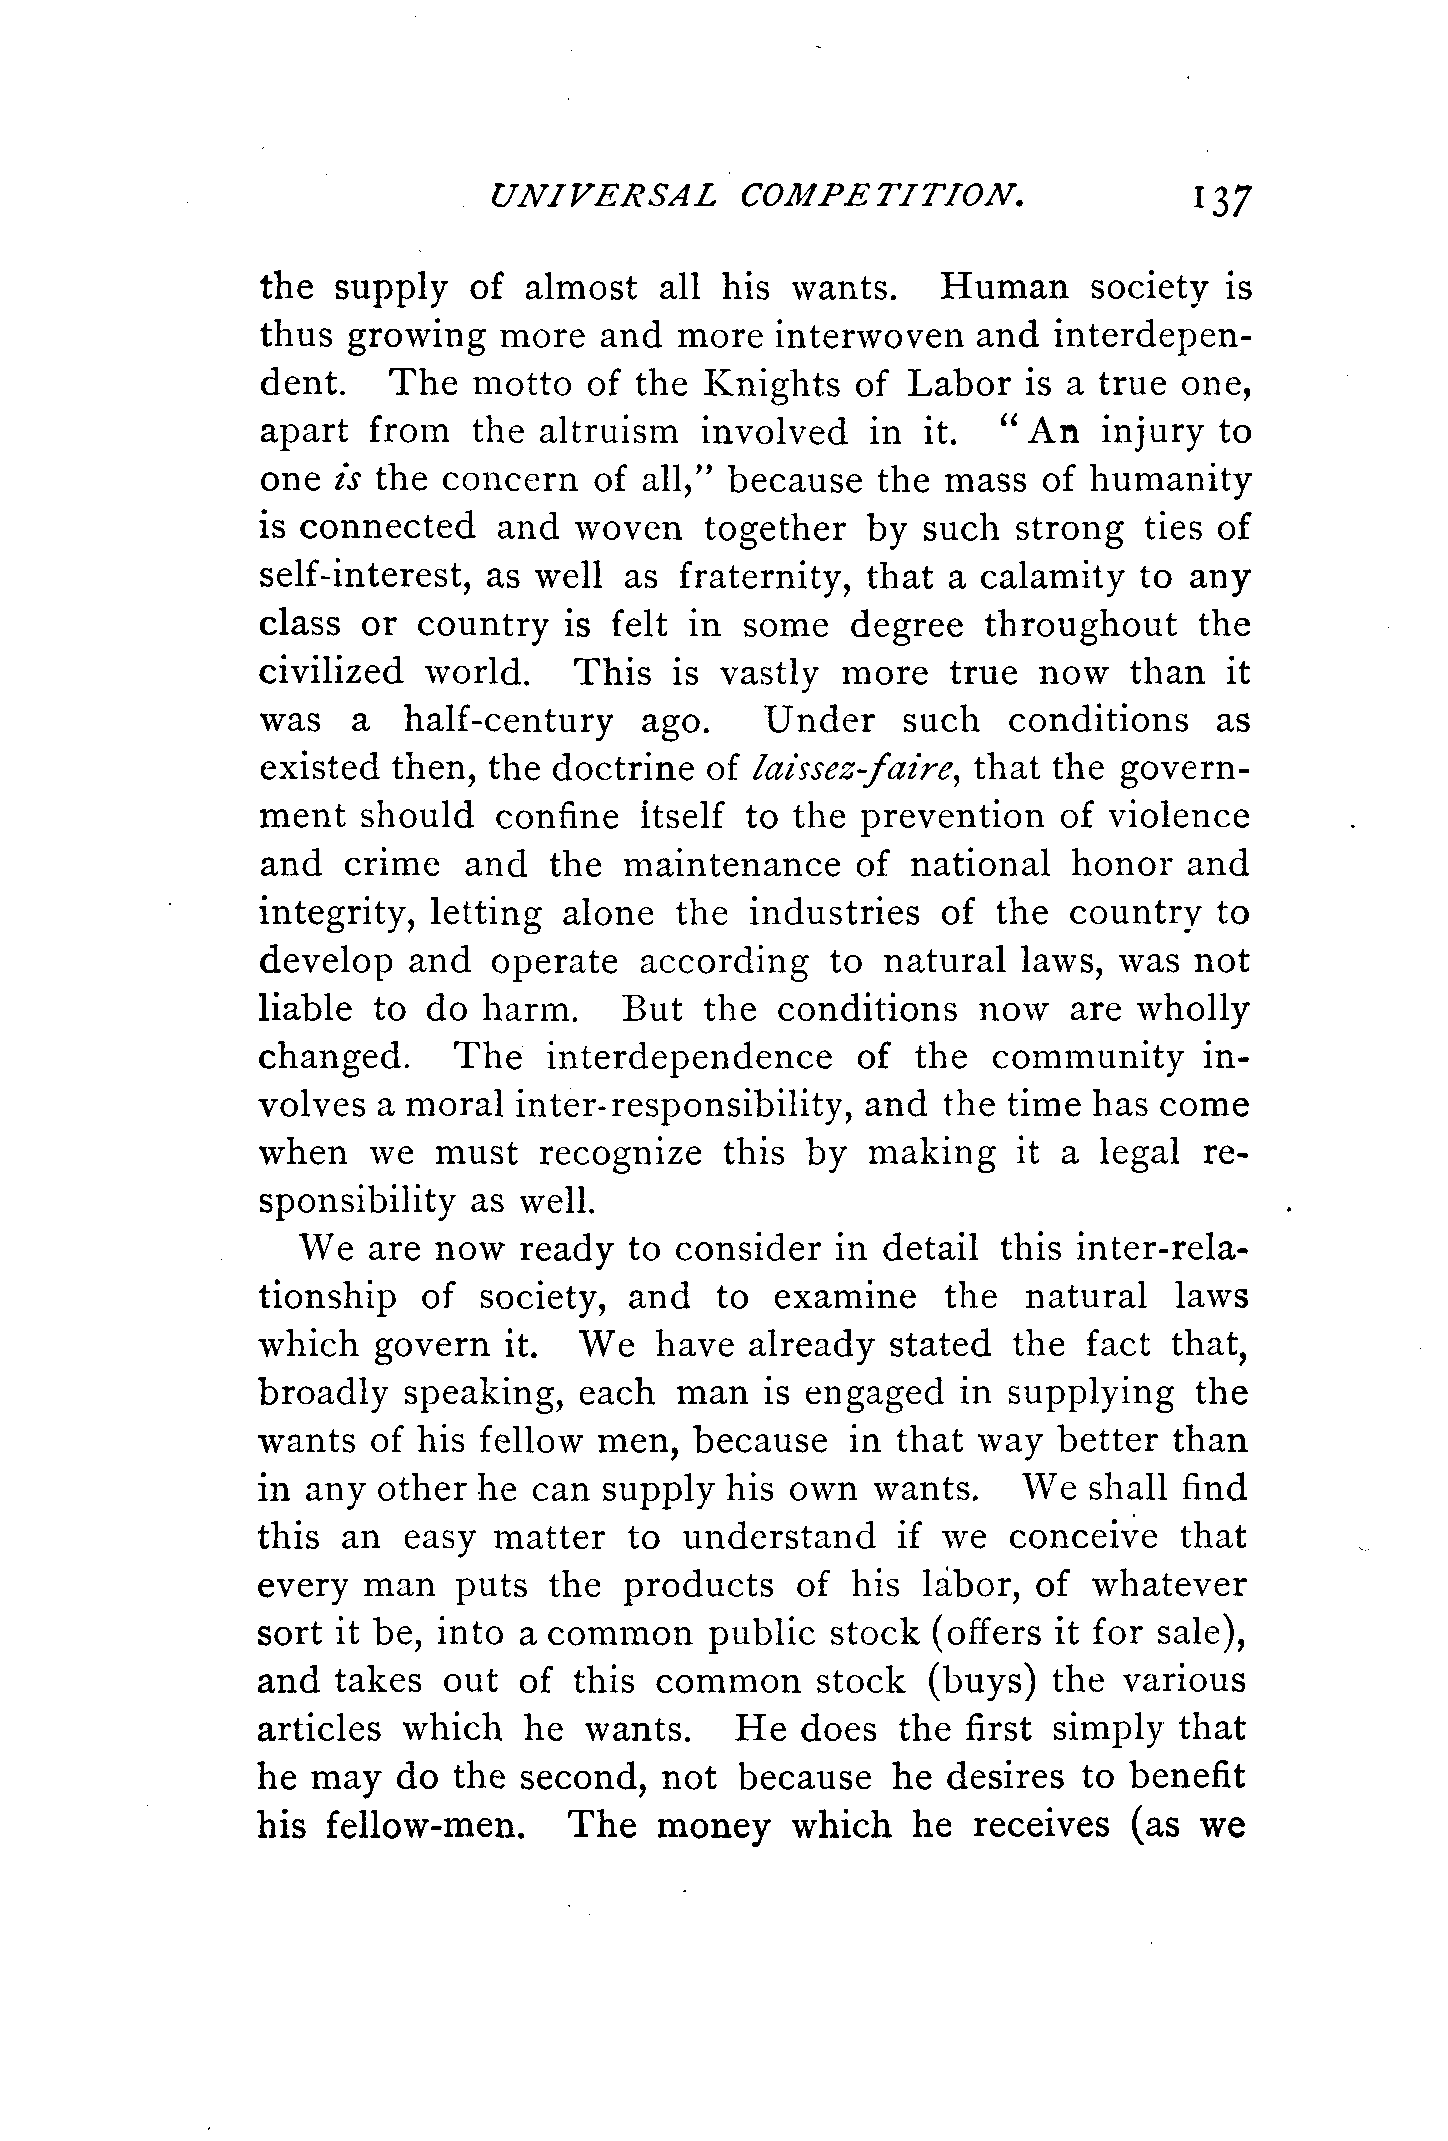 UNIVERSAL COMPETITION. 137
the supply of almost all his wants. Human society is
thus growing more and more interwoven and interdepen-
dent. The motto of the Knights of Labor is a true one,
apart from the altruism involved in it. “An injury to
one is the concern of all,” because the mass of humanity
is connected and woven together by such strong ties of
self-interest, as well as fraternity, that a calamity to any
class or country is felt in some degree throughout the
civilized world. This is vastly more true now than it
was a half-century ago. Under such conditions as
existed then, the doctrine of laissez-faire, that the govern-
ment should confine itself to the prevention of violence
and crime and the maintenance of national honor and
integrity, letting alone the industries of the country to
develop and operate according to natural laws, was not
liable to do harm. But the conditions now are wholly
changed. The interdependence of the community in-
volves a moral inter-responsibility, and the time has come
when we must recognize this by making it a legal re-
sponsibility as well.
We are now ready to consider in detail this inter-rela-
tionship of society, and to examine the natural laws
which govern it. We have already stated the fact that,
broadly speaking, each man is engaged in supplying the
wants of his fellow men, because in that way better than
in any other he can supply his own wants. We shall find
this an easy matter to understand if we conceive that
every man puts the products of his labor, of whatever
sort it be, into a common public stock (offers it for sale),
and takes out of this common stock (buys) the various
articles which he wants. He does the first simply that
he may do the second, not because he desires to benefit
his fellow-men. The money which he receives (as we